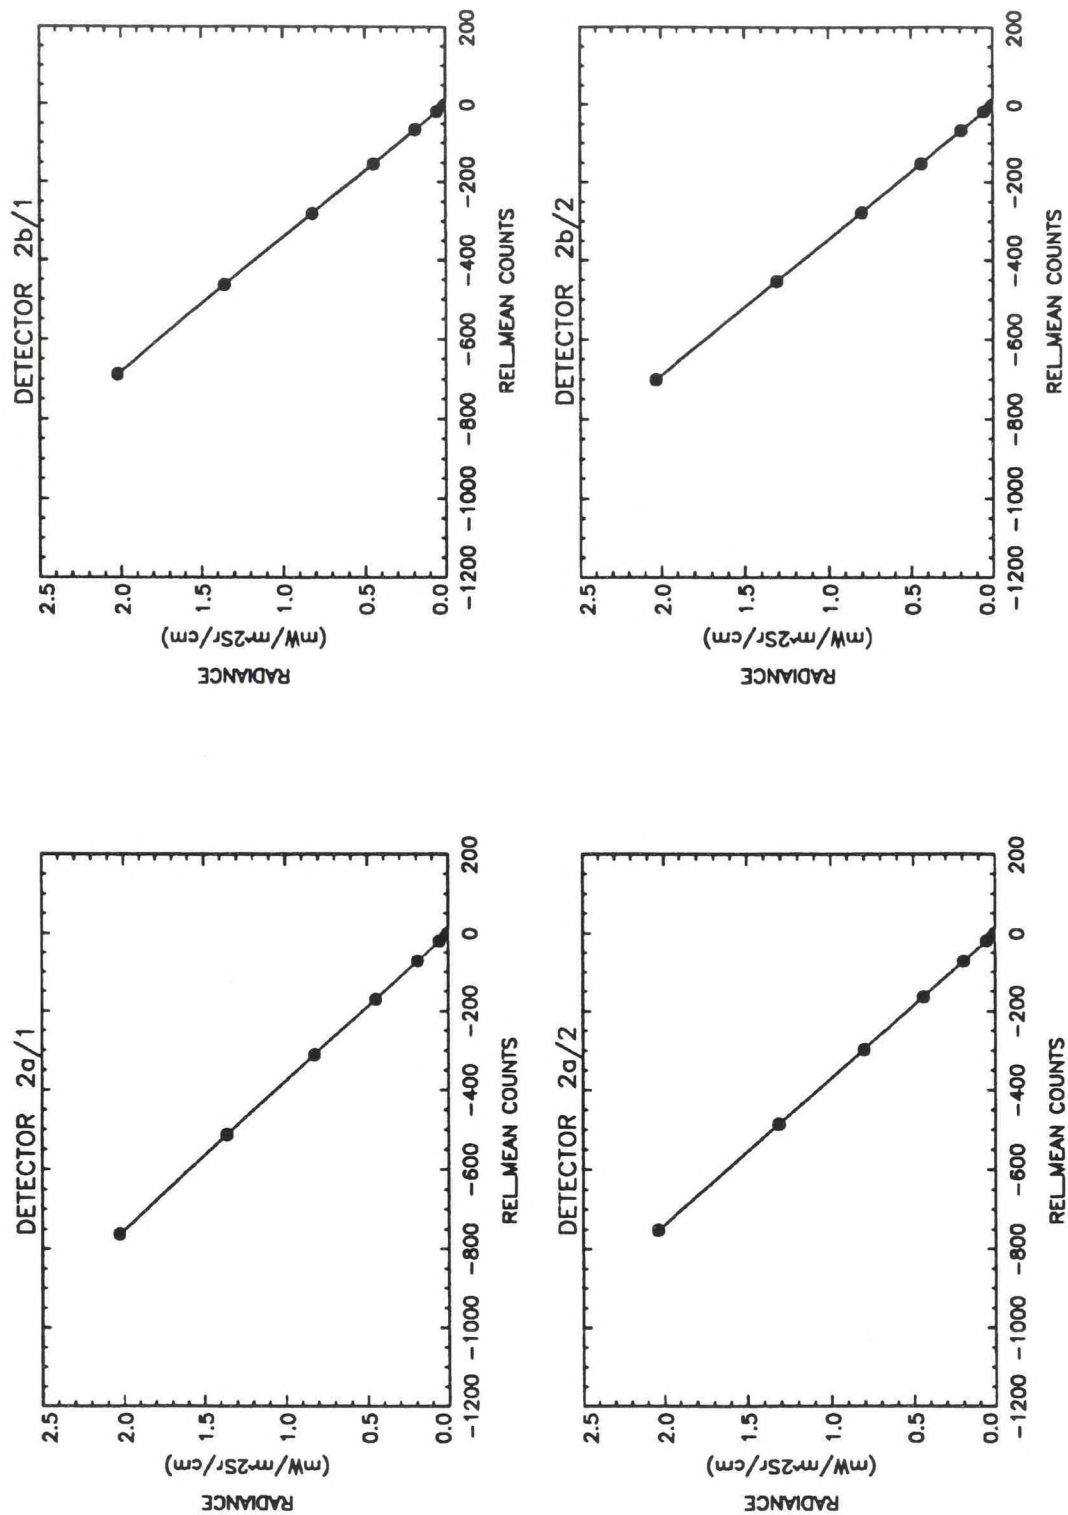 DETECTOR 2a/1
RADIANCE
(mW/m^2Sr/cm)
2.5
2.0
1.5
1.0
0.5
0.0
-1200 -1000 -800 -600 -400 -200 0 200
REL_MEAN COUNTS
DETECTOR 2b/1
RADIANCE
(mW/m^2Sr/cm)
2.5
2.0
1.5
1.0
0.5
0.0
-1200 -1000 -800 -600 -400 -200 0 200
REL_MEAN COUNTS
DETECTOR 2a/2
RADIANCE
(mW/m^2Sr/cm)
2.5
2.0
1.5
1.0
0.5
0.0
-1200 -1000 -800 -600 -400 -200 0 200
REL_MEAN COUNTS
DETECTOR 2b/2
RADIANCE
(mW/m^2Sr/cm)
2.5
2.0
1.5
1.0
0.5
0.0
-1200 -1000 -800 -600 -400 -200 0 200
REL_MEAN COUNTS